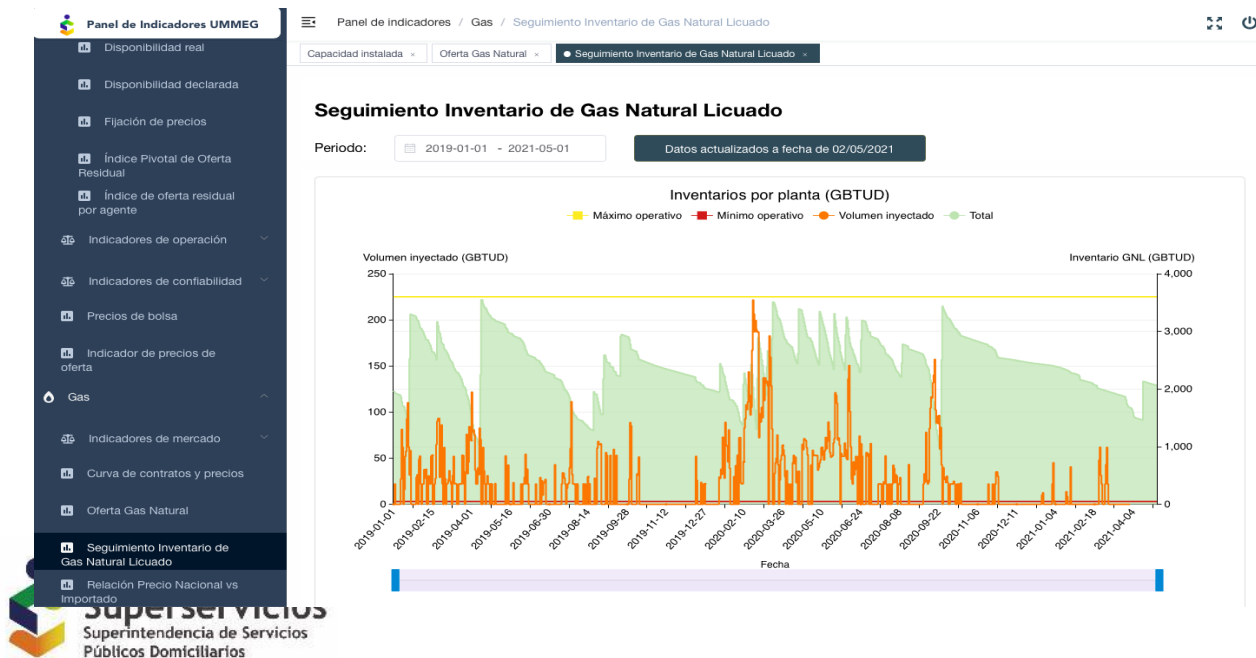 Panel de Indicadores UMMEG
Disponibilidad real
Disponibilidad declarada
Fijación de precios
Índice Pivotal de Oferta
Residual
Índice de oferta residual
por agente
Indicadores de operación
Indicadores de confiabilidad
Precios de bolsa
Indicador de precios de
oferta
Gas
Indicadores de mercado
Curva de contratos y precios
Oferta Gas Natural
Seguimiento Inventario de
Gas Natural Licuado
Relación Precio Nacional vs
Importado
Panel de indicadores / Gas / Seguimiento Inventario de Gas Natural Licuado
Capacidad instalada × Oferta Gas Natural × Seguimiento Inventario de Gas Natural Licuado ×
Seguimiento Inventario de Gas Natural Licuado
Periodo: 2019-01-01 - 2021-05-01 Datos actualizados a fecha de 02/05/2021
Inventarios por planta (GBTUD)
Máximo operativo Mínimo operativo Volumen inyectado Total
Volumen inyectado (GBTUD) Inventario GNL (GBTUD)
250 4,000
200 3,000
150 2,000
100 1,000
50
0 0
2019-01-01 2019-02-15 2019-04-01 2019-05-16 2019-06-30 2019-08-14 2019-09-28 2019-11-12 2019-12-27 2020-02-10 2020-03-26 2020-05-10 2020-06-24 2020-08-08 2020-09-22 2020-11-06 2020-12-11 2021-01-04 2021-02-18 2021-04-04
Fecha
Superservicios
Superintendencia de Servicios
Públicos Domiciliarios